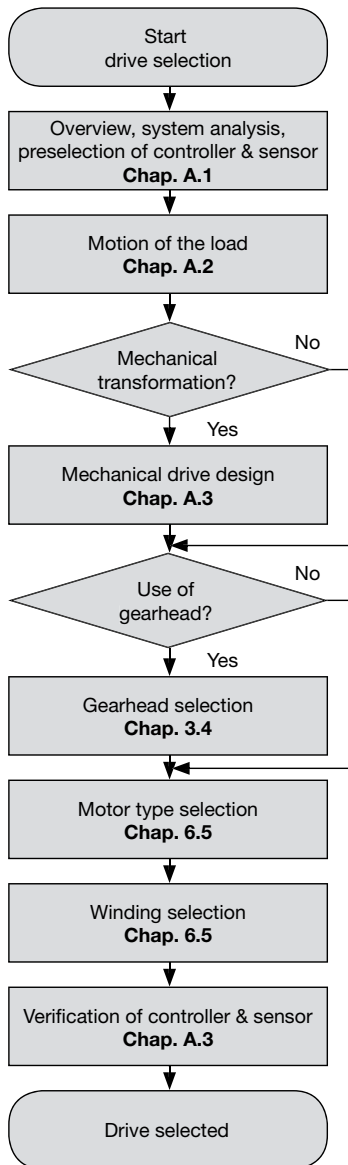 Start
drive selection
Overview, system analysis,
preselection of controller & sensor
Chap. A.1
Motion of the load
Chap. A.2
Mechanical
transformation?
No
Yes
Mechanical drive design
Chap. A.3
Use of
gearhead?
No
Yes
Gearhead selection
Chap. 3.4
Motor type selection
Chap. 6.5
Winding selection
Chap. 6.5
Verification of controller & sensor
Chap. A.3
Drive selected